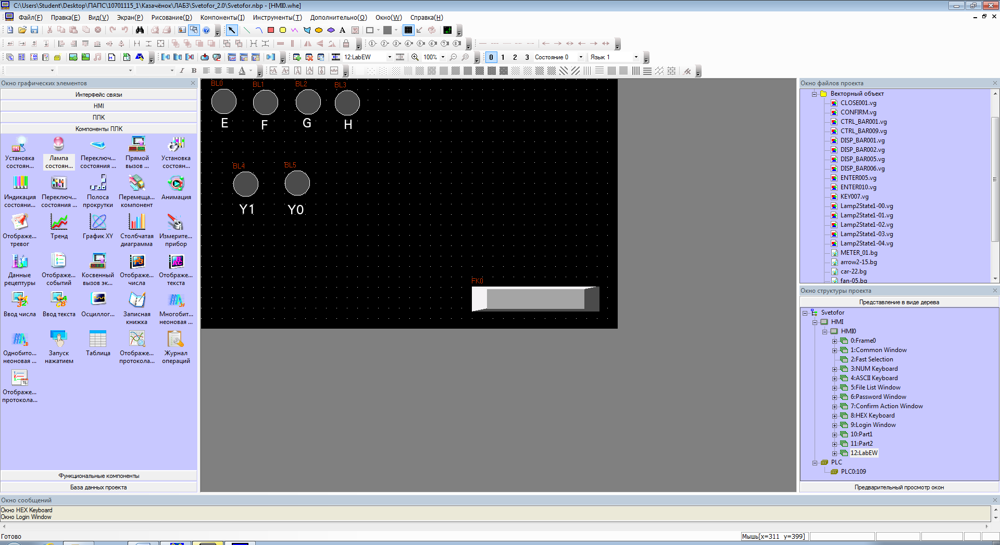 C:\Users\Student\Desktop\ПАПС\10701115_1\Казачёнок\ЛАБ3\Svetofor_2.0\Svetofor.nbp - [HMI0.whe]
Файл(F) Правка(E) Вид(V) Экран(P) Рисование(D) Компоненты(I) Инструменты(T) Дополнительно(O) Окно(W) Справка(H)
12:LabEW 100% 0 1 2 3 Состояние 0 Язык 1
Окно графических элементов
Интерфейс связи
HMI
ПЛК
Компоненты ПЛК
Установка состоян...
Лампа состоян...
Переключ... состояния ...
Прямой вызов ...
Установка состоян...
Индикация состояни...
Переключ... состояния ...
Полоса прокрутки
Перемеща... компонент
Анимация
Отображе... тревог
Тренд
График XY
Столбчатая диаграмма
Измерите... прибор
Данные рецептуры
Отображе... событий
Косвенный вызов эк...
Отображе... числа
Отображе... текста
Ввод числа
Ввод текста
Осциллог...
Записная книжка
Многобит... неоновая ...
Однобито... неоновая ...
Запуск нажатием
Таблица
Отображе... протокола...
Журнал операций
Отображе... протокола...
Функциональные компоненты
База данных проекта
BL0 BL1 BL2 BL3
E F G H
BL4 BL5
Y1 Y0
FK0
Окно файлов проекта
Векторный объект
CLOSE001.vg
CONFIRM.vg
CTRL_BAR001.vg
CTRL_BAR009.vg
DISP_BAR001.vg
DISP_BAR002.vg
DISP_BAR005.vg
DISP_BAR006.vg
ENTER005.vg
ENTER010.vg
KEY007.vg
Lamp2State1-00.vg
Lamp2State1-01.vg
Lamp2State1-02.vg
Lamp2State1-03.vg
Lamp2State1-04.vg
METER_01.bg
arrow2-15.bg
car-22.bg
fan-05.bg
Окно структуры проекта
Представление в виде дерева
Svetofor
HMI
HMI0
0:Frame0
1:Common Window
2:Fast Selection
3:NUM Keyboard
4:ASCII Keyboard
5:File List Window
6:Password Window
7:Confirm Action Window
8:HEX Keyboard
9:Login Window
10:Part1
11:Part2
12:LabEW
PLC
PLC0:109
Предварительный просмотр окон
Окно сообщений
Окно HEX Keyboard
Окно Login Window
Готово
Мышь[x=311 y=399]